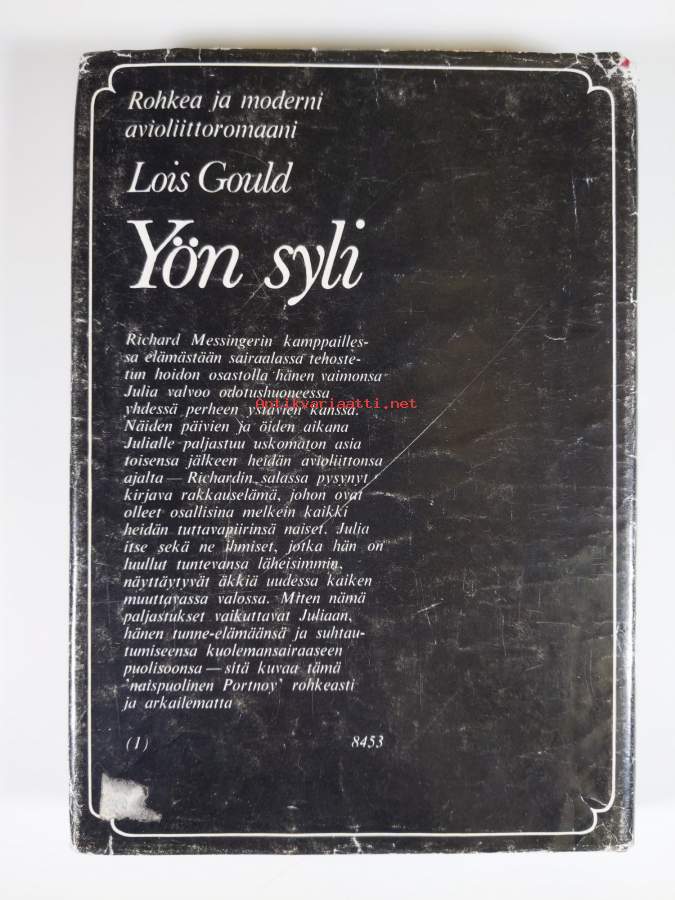 Rohkea ja moderni
avioliittoromaani
Lois Gould
Yön syli
Richard Messingerin kamppailles-
sa elämästään sairaalassa tehoste-
tun hoidon osastolla hänen vaimonsa
Julia valvoo odotushuoneessa
Antikvariaatti.net
yhdessä perheen ystävien kanssa.
Näiden päivien ja öiden aikana
Julialle paljastuu uskomaton asia
toisensa jälkeen heidän avioliittonsa
ajalta — Richardin salassa pysynyt
kirjava rakkauselämä, johon ovat
olleet osallisina melkein kaikki
heidän tuttavapiirinsä naiset. Julia
itse sekä ne ihmiset, jotka hän on
luullut tuntevansa läheisimmin,
näyttäytyvät äkkiä uudessa kaiken
muuttavassa valossa. Miten nämä
paljastukset vaikuttavat Juliaan,
hänen tunne-elämäänsä ja suhtau-
tumiseensa kuolemansairaaseen
puolisoonsa — sitä kuvaa tämä
'naispuolinen Portnoy' rohkeasti
ja arkailematta
(1) 8453